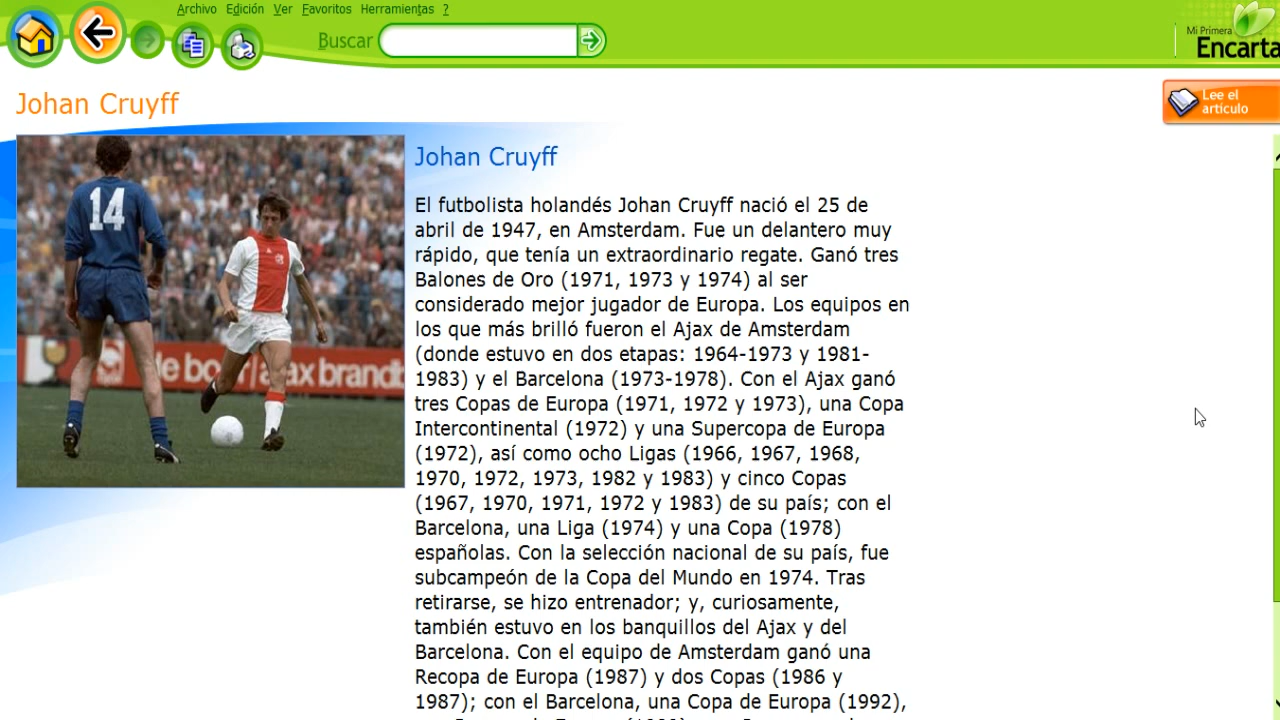 Archivo Edición Ver Favoritos Herramientas ?
Buscar
Mi Primera
Encarta
Johan Cruyff
Lee el
artículo
14
de bo
ajax brand
Johan Cruyff
El futbolista holandés Johan Cruyff nació el 25 de
abril de 1947, en Amsterdam. Fue un delantero muy
rápido, que tenía un extraordinario regate. Ganó tres
Balones de Oro (1971, 1973 y 1974) al ser
considerado mejor jugador de Europa. Los equipos en
los que más brilló fueron el Ajax de Amsterdam
(donde estuvo en dos etapas: 1964-1973 y 1981-
1983) y el Barcelona (1973-1978). Con el Ajax ganó
tres Copas de Europa (1971, 1972 y 1973), una Copa
Intercontinental (1972) y una Supercopa de Europa
(1972), así como ocho Ligas (1966, 1967, 1968,
1970, 1972, 1973, 1982 y 1983) y cinco Copas
(1967, 1970, 1971, 1972 y 1983) de su país; con el
Barcelona, una Liga (1974) y una Copa (1978)
españolas. Con la selección nacional de su país, fue
subcampeón de la Copa del Mundo en 1974. Tras
retirarse, se hizo entrenador; y, curiosamente,
también estuvo en los banquillos del Ajax y del
Barcelona. Con el equipo de Amsterdam ganó una
Recopa de Europa (1987) y dos Copas (1986 y
1987); con el Barcelona, una Copa de Europa (1992),